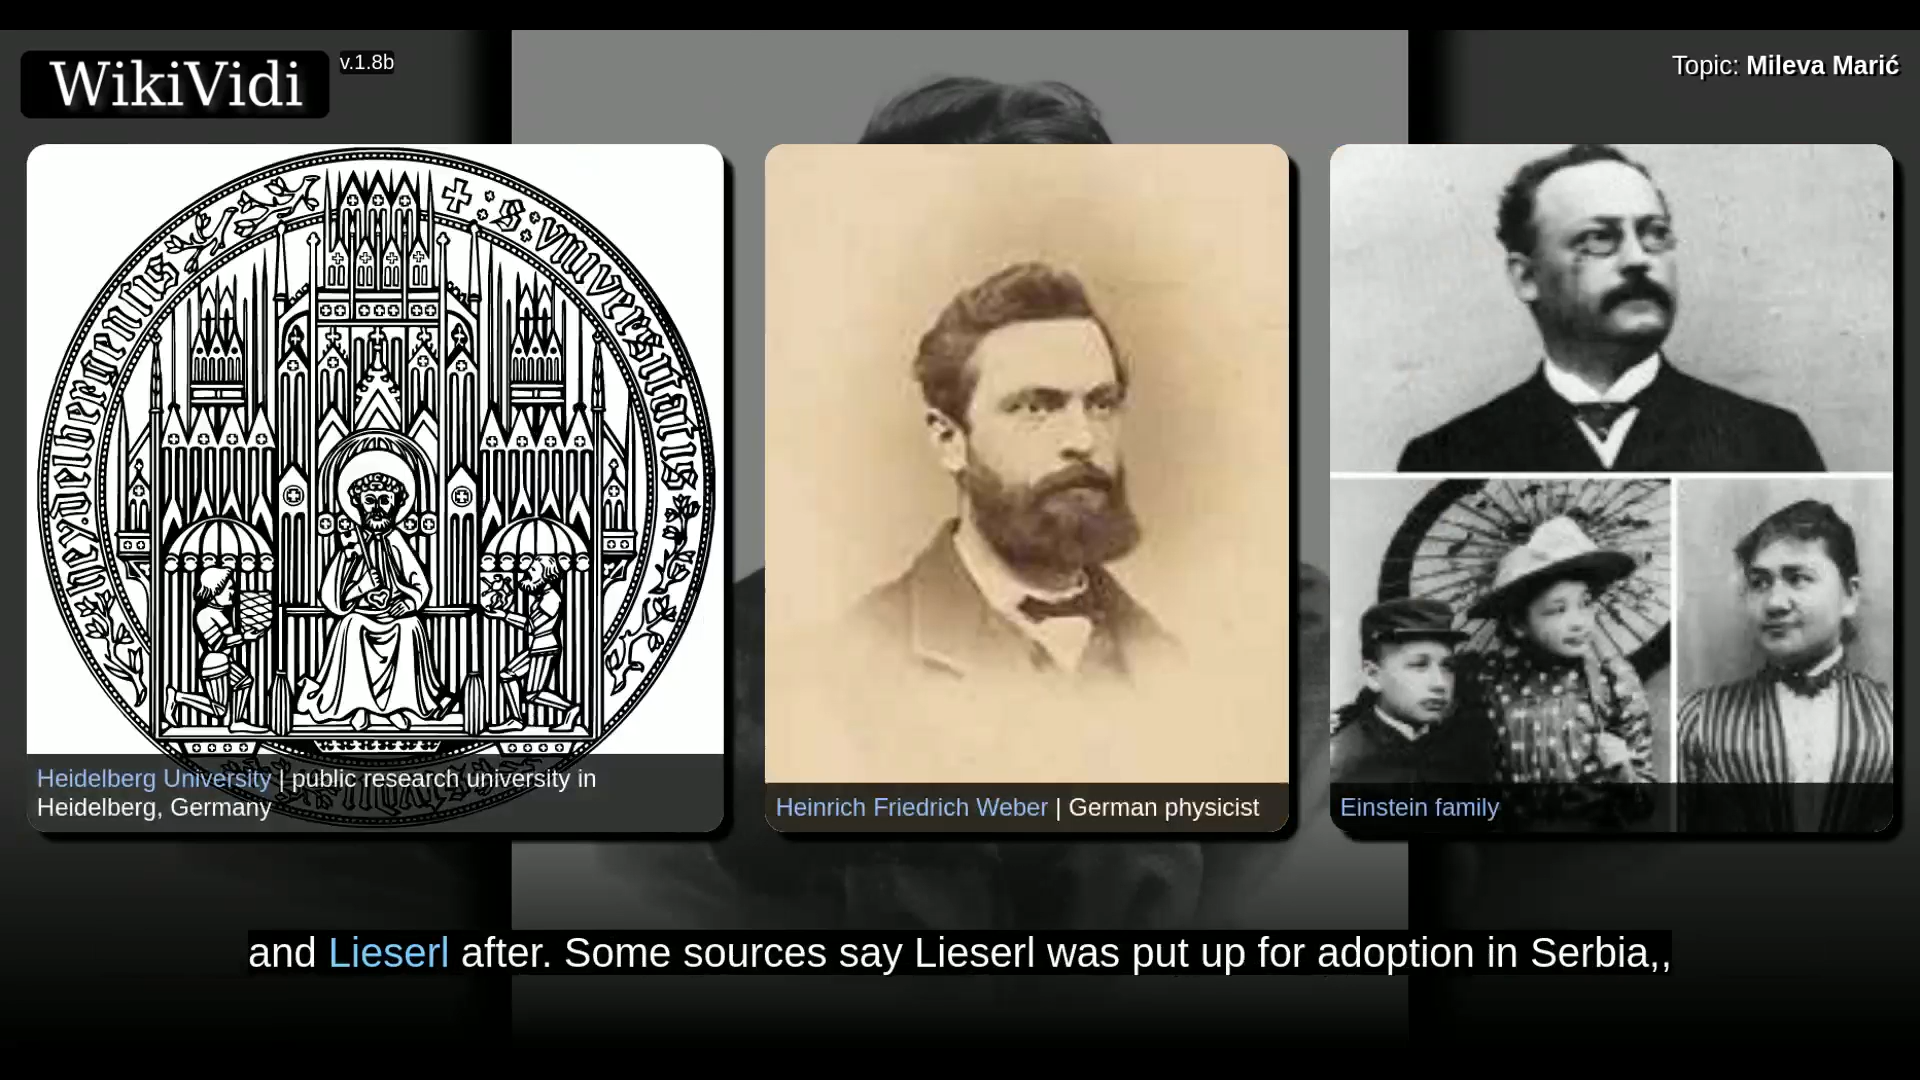 WikiVidi
v.1.8b
Topic: Mileva Marić
Heidelberg University | public research university in
Heidelberg, Germany
Heinrich Friedrich Weber | German physicist
Einstein family
and Lieserl after. Some sources say Lieserl was put up for adoption in Serbia,,